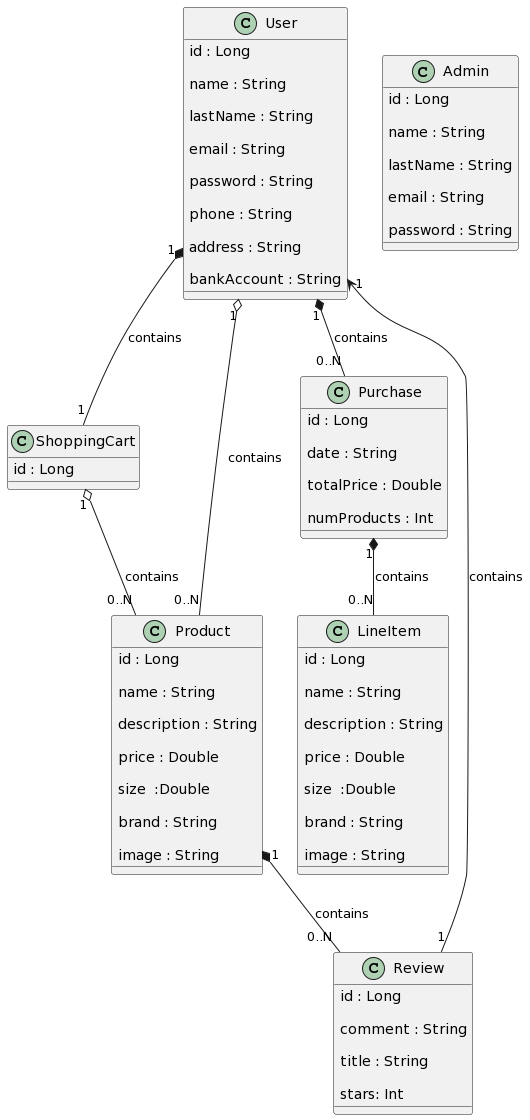 C User
id : Long
name : String
lastName : String
email : String
password : String
phone : String
address : String
bankAccount : String
C Admin
id : Long
name : String
lastName : String
email : String
password : String
1
1
1
1
contains
contains
1
0..N
C Purchase
id : Long
date : String
totalPrice : Double
numProducts : Int
C ShoppingCart
id : Long
contains
1
1
contains
contains
contains
0..N
0..N
0..N
C Product
id : Long
name : String
description : String
price : Double
size  :Double
brand : String
image : String
C LineItem
id : Long
name : String
description : String
price : Double
size  :Double
brand : String
image : String
1
contains
0..N
1
C Review
id : Long
comment : String
title : String
stars: Int